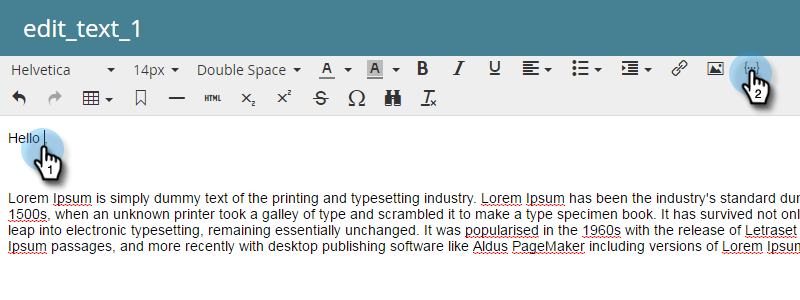 edit_text_1
Helvetica 14px Double Space A A B I U {...} 2
HTML X₂ X² S Ω Ix
Hello
1
Lorem Ipsum is simply dummy text of the printing and typesetting industry. Lorem Ipsum has been the industry's standard dur
1500s, when an unknown printer took a galley of type and scrambled it to make a type specimen book. It has survived not onl
leap into electronic typesetting, remaining essentially unchanged. It was popularised in the 1960s with the release of Letraset
Ipsum passages, and more recently with desktop publishing software like Aldus PageMaker including versions of Lorem Ipsum